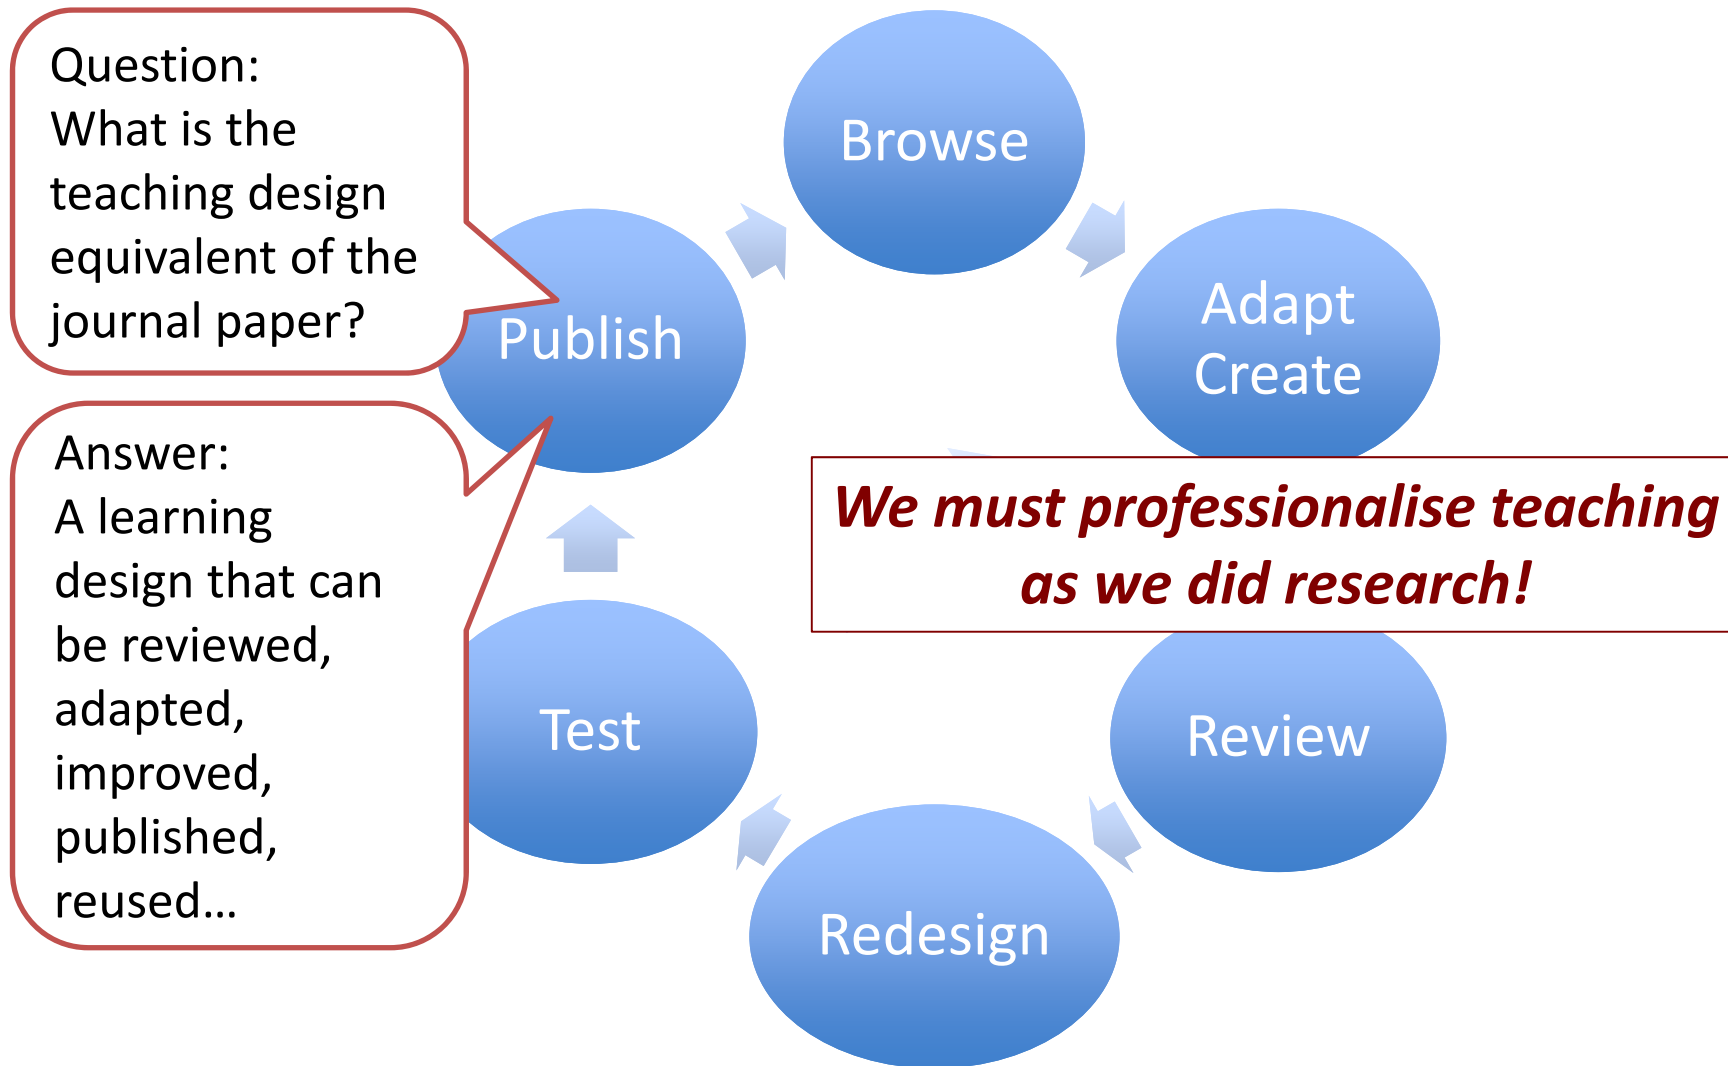 Question:
What is the
teaching design
equivalent of the
journal paper?
Answer:
A learning
design that can
be reviewed,
adapted,
improved,
published,
reused…
Browse
Adapt
Create
We must professionalise teaching
as we did research!
Review
Redesign
Test
Publish